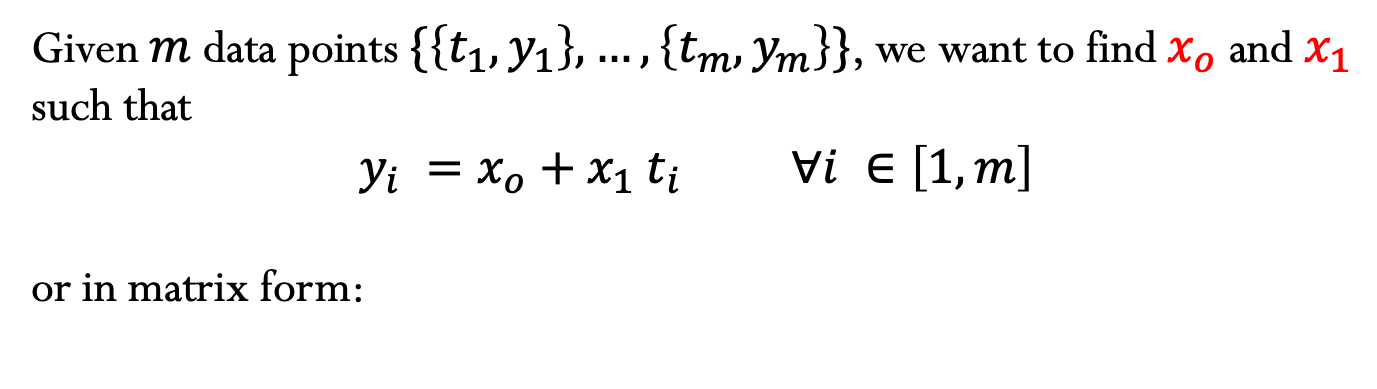 Given m data points {{t₁, y₁}, ... , {tₘ, yₘ}}, we want to find xₒ and x₁
such that
yᵢ = xₒ + x₁ tᵢ ∀i ∈ [1, m]
or in matrix form: